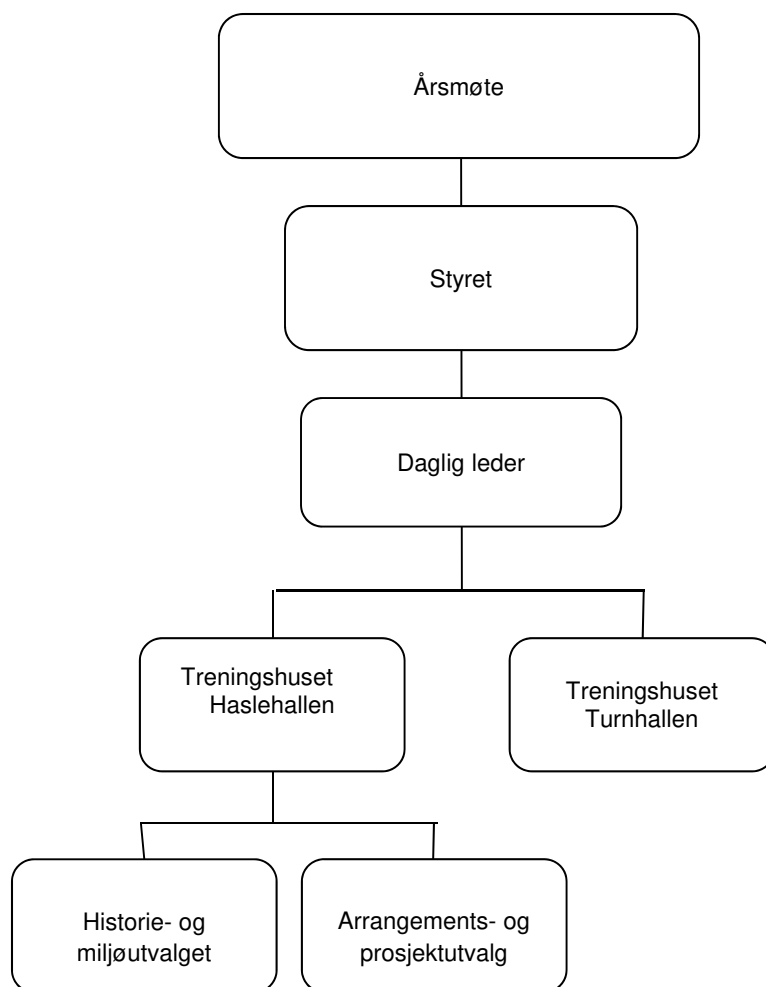 Årsmøte
Styret
Daglig leder
Treningshuset
Haslehallen
Treningshuset
Turnhallen
Historie- og
miljøutvalget
Arrangements- og
prosjektutvalg